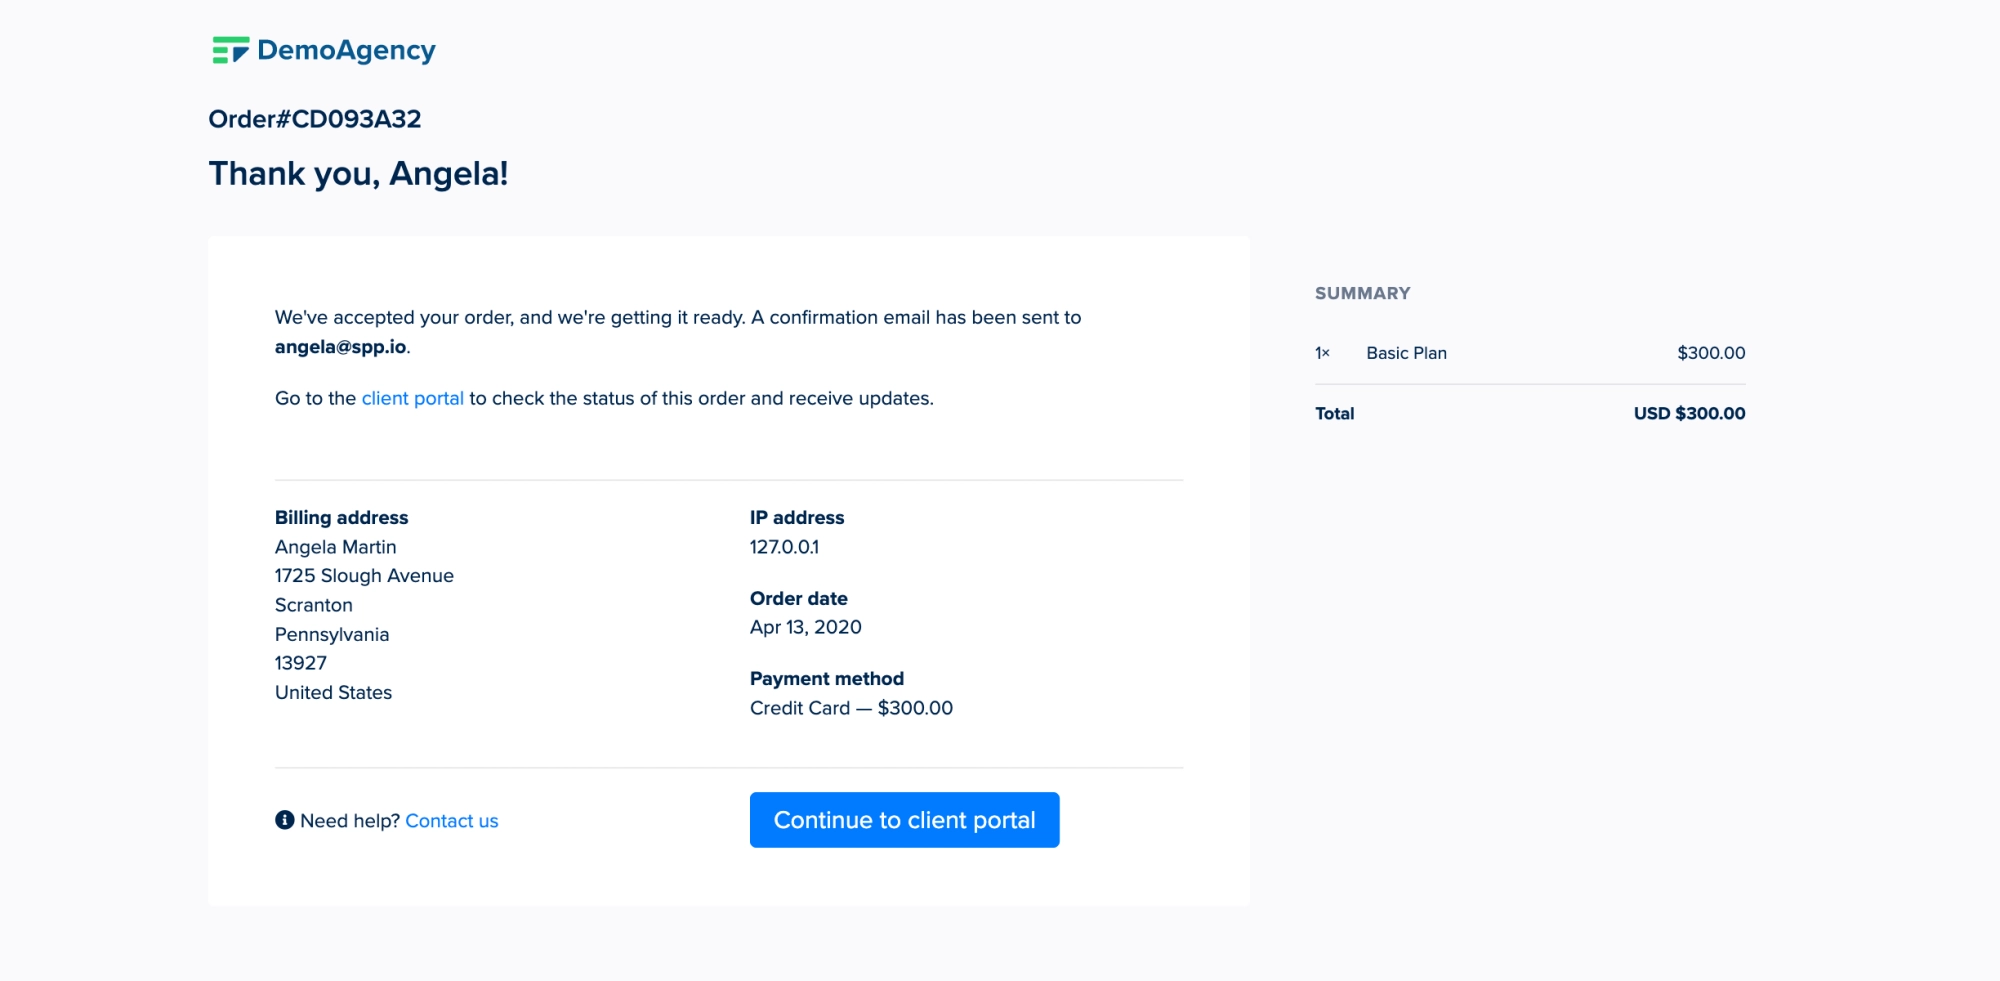 DemoAgency
Order#CD093A32
Thank you, Angela!
We've accepted your order, and we're getting it ready. A confirmation email has been sent to
angela@spp.io.
Go to the client portal to check the status of this order and receive updates.
Billing address
Angela Martin
1725 Slough Avenue
Scranton
Pennsylvania
13927
United States
IP address
127.0.0.1
Order date
Apr 13, 2020
Payment method
Credit Card — $300.00
Need help? Contact us
Continue to client portal
SUMMARY
1× Basic Plan $300.00
Total USD $300.00